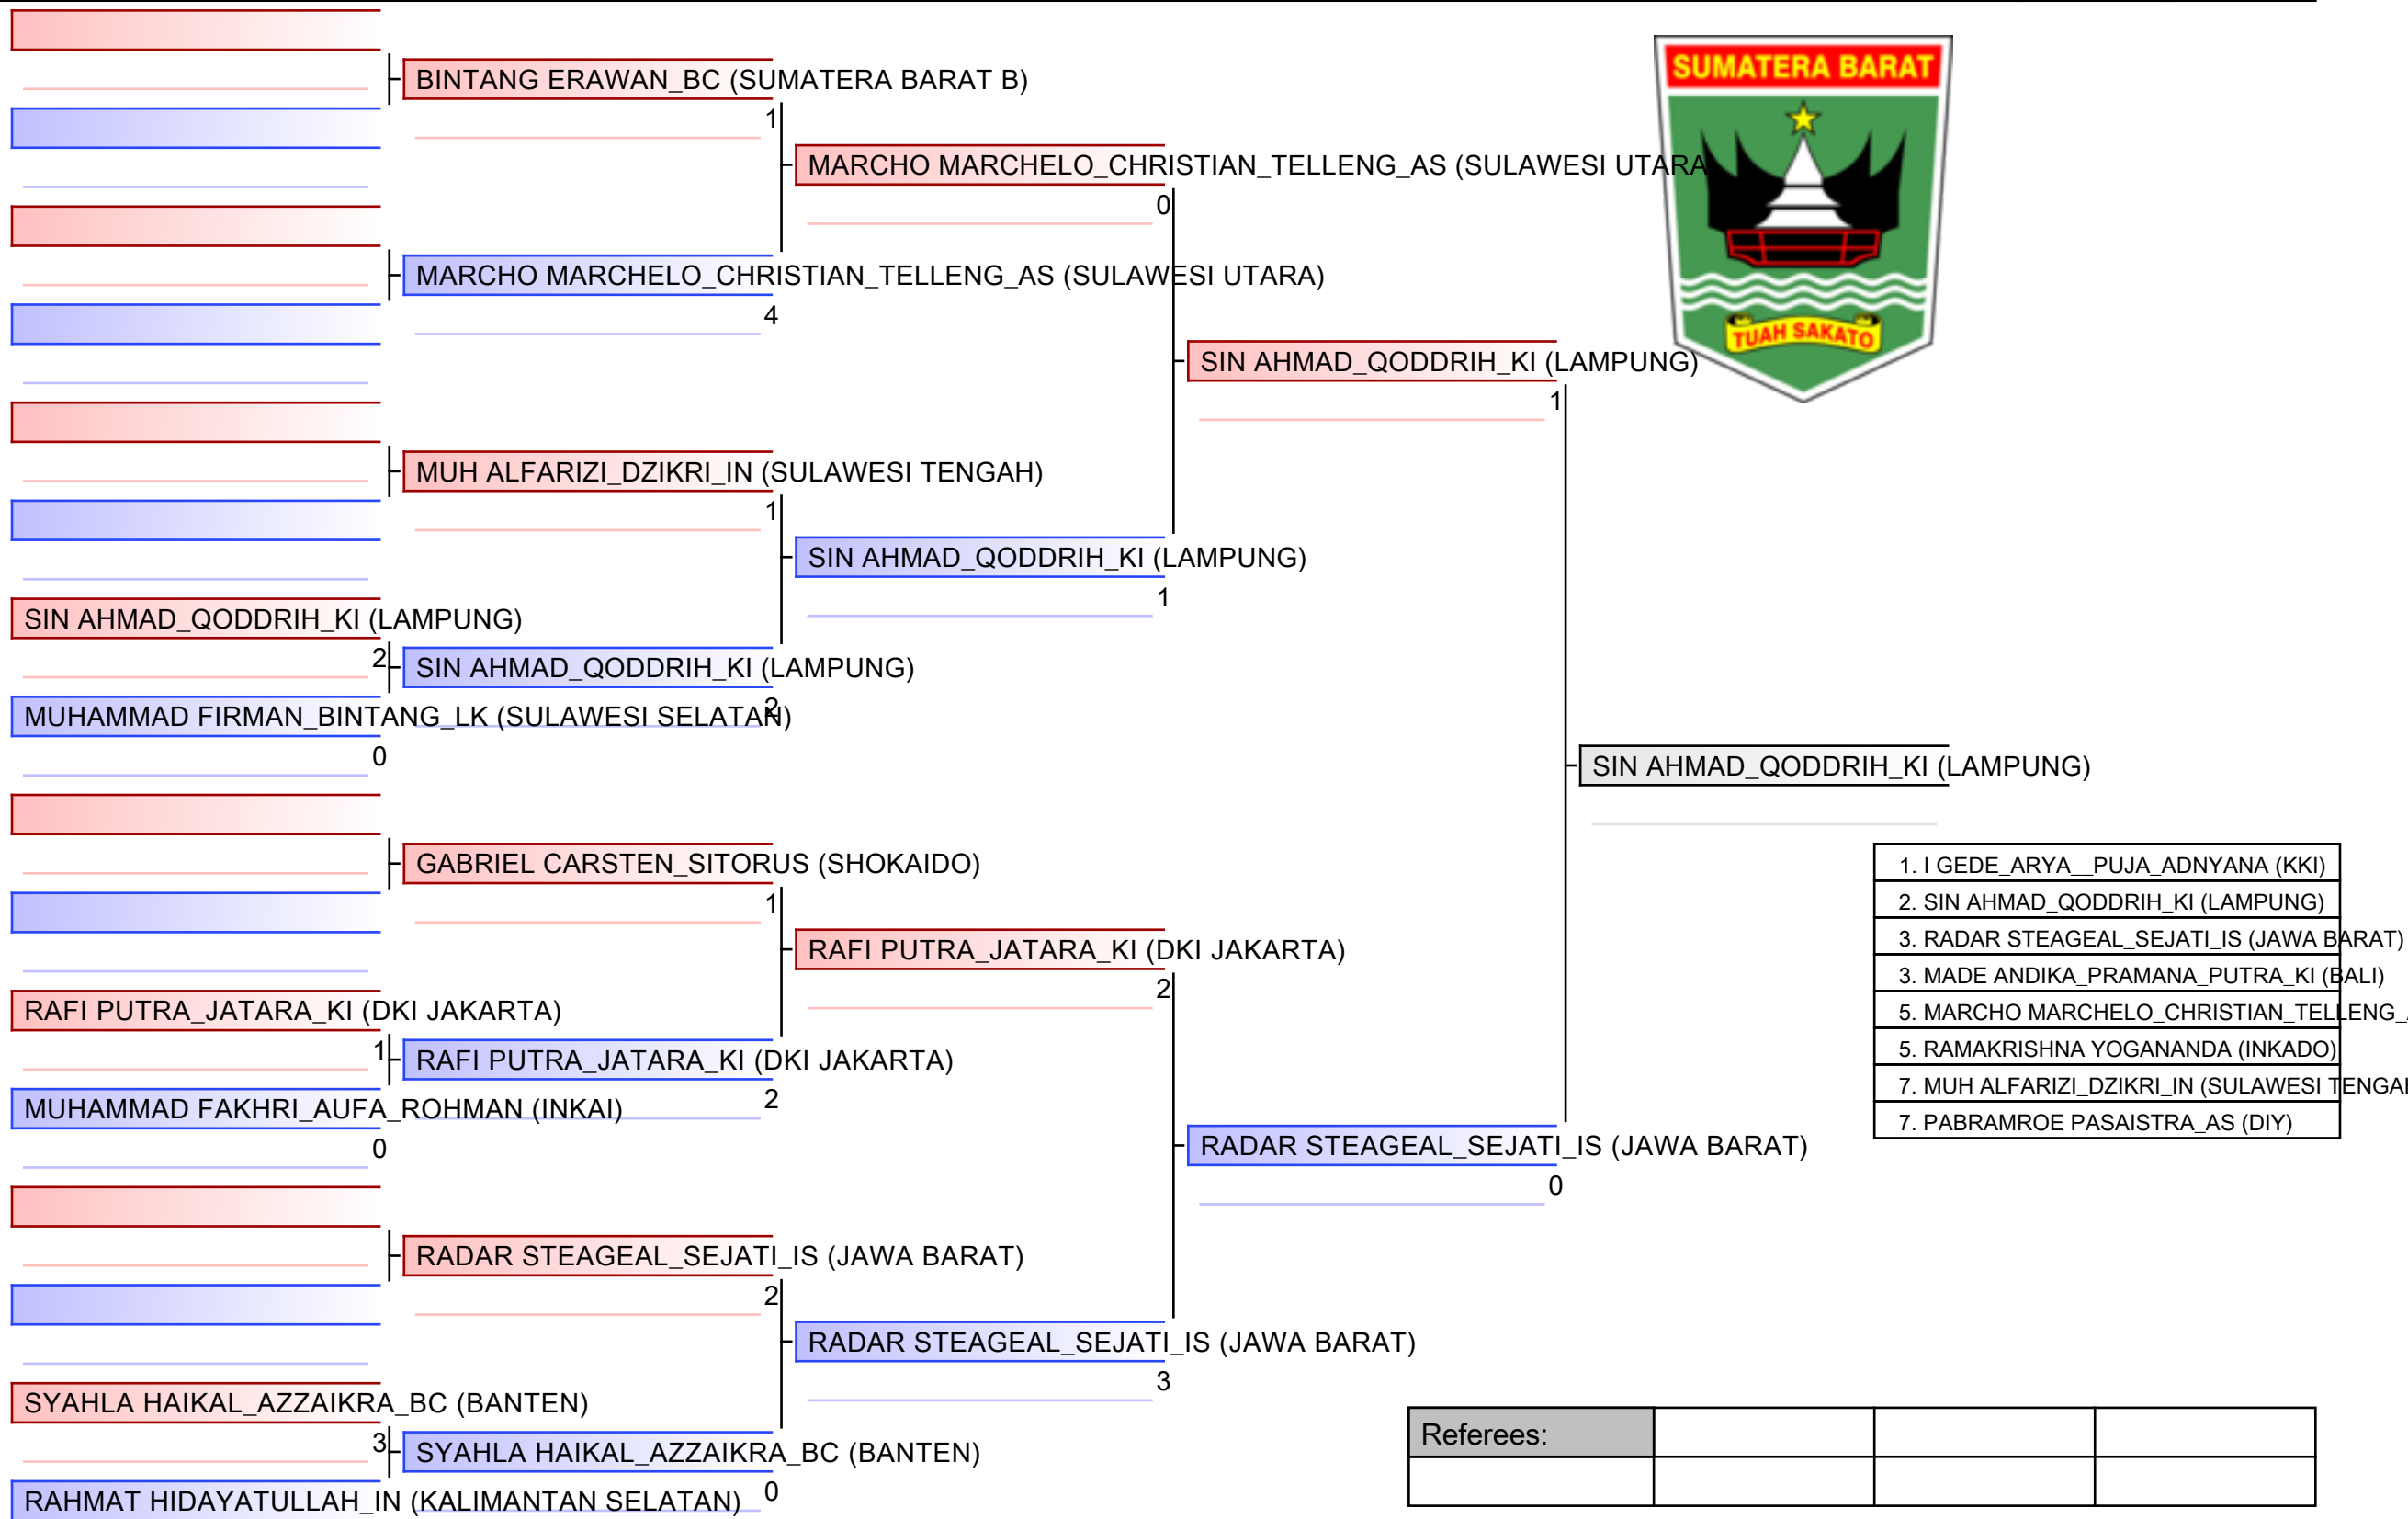 SUMATERA BARAT
TUAH SAKATO
BINTANG ERAWAN_BC (SUMATERA BARAT B)
1
MARCHO MARCHELO_CHRISTIAN_TELLENG_AS (SULAWESI UTARA
0
MARCHO MARCHELO_CHRISTIAN_TELLENG_AS (SULAWESI UTARA)
4
SIN AHMAD_QODDRIH_KI (LAMPUNG)
1
MUH ALFARIZI_DZIKRI_IN (SULAWESI TENGAH)
1
SIN AHMAD_QODDRIH_KI (LAMPUNG)
1
SIN AHMAD_QODDRIH_KI (LAMPUNG)
2
SIN AHMAD_QODDRIH_KI (LAMPUNG)
2
MUHAMMAD FIRMAN_BINTANG_LK (SULAWESI SELATAN)
0
SIN AHMAD_QODDRIH_KI (LAMPUNG)
GABRIEL CARSTEN_SITORUS (SHOKAIDO)
1
RAFI PUTRA_JATARA_KI (DKI JAKARTA)
2
RAFI PUTRA_JATARA_KI (DKI JAKARTA)
1
RAFI PUTRA_JATARA_KI (DKI JAKARTA)
2
MUHAMMAD FAKHRI_AUFA_ROHMAN (INKAI)
0
RADAR STEAGEAL_SEJATI_IS (JAWA BARAT)
0
RADAR STEAGEAL_SEJATI_IS (JAWA BARAT)
2
RADAR STEAGEAL_SEJATI_IS (JAWA BARAT)
3
SYAHLA HAIKAL_AZZAIKRA_BC (BANTEN)
3
SYAHLA HAIKAL_AZZAIKRA_BC (BANTEN)
0
RAHMAT HIDAYATULLAH_IN (KALIMANTAN SELATAN)
1. I GEDE_ARYA__PUJA_ADNYANA (KKI)
2. SIN AHMAD_QODDRIH_KI (LAMPUNG)
3. RADAR STEAGEAL_SEJATI_IS (JAWA BARAT)
3. MADE ANDIKA_PRAMANA_PUTRA_KI (BALI)
5. MARCHO MARCHELO_CHRISTIAN_TELLENG_
5. RAMAKRISHNA YOGANANDA (INKADO)
7. MUH ALFARIZI_DZIKRI_IN (SULAWESI TENGA
7. PABRAMROE PASAISTRA_AS (DIY)
Referees: